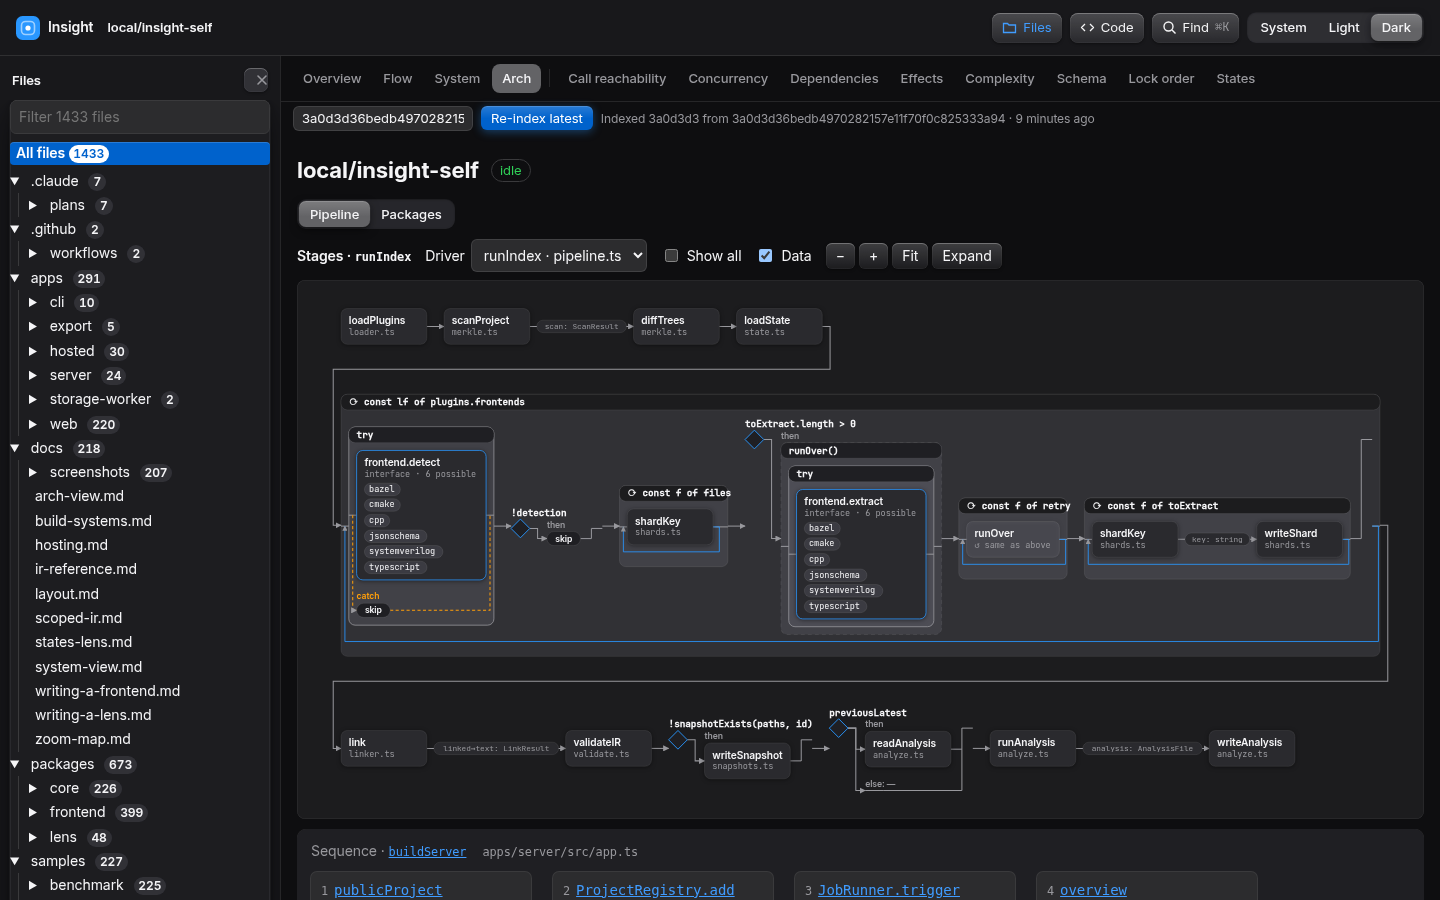 Insight local/insight-self Files Code Find ⌘K System Light Dark
Files
Filter 1433 files
All files 1433
.claude 7
plans 7
.github 2
workflows 2
apps 291
cli 10
export 5
hosted 30
server 24
storage-worker 2
web 220
docs 218
screenshots 207
arch-view.md
build-systems.md
hosting.md
ir-reference.md
layout.md
scoped-ir.md
states-lens.md
system-view.md
writing-a-frontend.md
writing-a-lens.md
zoom-map.md
packages 673
core 226
frontend 399
lens 48
samples 227
benchmark 225
Overview Flow System Arch Call reachability Concurrency Dependencies Effects Complexity Schema Lock order States
3a0d3d36bedb497028215 Re-index latest Indexed 3a0d3d3 from 3a0d3d36bedb4970282157e11f70f0c825333a94 · 9 minutes ago
local/insight-self idle
Pipeline Packages
Stages · runIndex Driver runIndex · pipeline.ts Show all Data − + Fit Expand
loadPlugins
loader.ts
scanProject
merkle.ts
scan: ScanResult
diffTrees
merkle.ts
loadState
state.ts
⟳ const lf of plugins.frontends
try
frontend.detect
interface · 6 possible
bazel
cmake
cpp
jsonschema
systemverilog
typescript
catch
skip
!detection
then
skip
⟳ const f of files
shardKey
shards.ts
toExtract.length > 0
then
runOver()
try
frontend.extract
interface · 6 possible
bazel
cmake
cpp
jsonschema
systemverilog
typescript
⟳ const f of retry
runOver
↺ same as above
⟳ const f of toExtract
shardKey
shards.ts
key: string
writeShard
shards.ts
link
linker.ts
linked→text: LinkResult
validateIR
validate.ts
!snapshotExists(paths, id)
then
writeSnapshot
snapshots.ts
previousLatest
then
readAnalysis
analyze.ts
else: —
runAnalysis
analyze.ts
analysis: AnalysisFile
writeAnalysis
analyze.ts
Sequence · buildServer apps/server/src/app.ts
1 publicProject 2 ProjectRegistry.add 3 JobRunner.trigger 4 overview